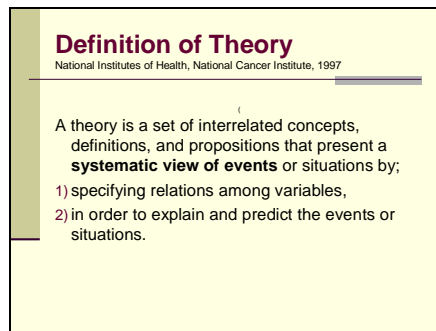 Definition of Theory
National Institutes of Health, National Cancer Institute, 1997
(
A theory is a set of interrelated concepts,
definitions, and propositions that present a
systematic view of events or situations by;
1) specifying relations among variables,
2) in order to explain and predict the events or
situations.